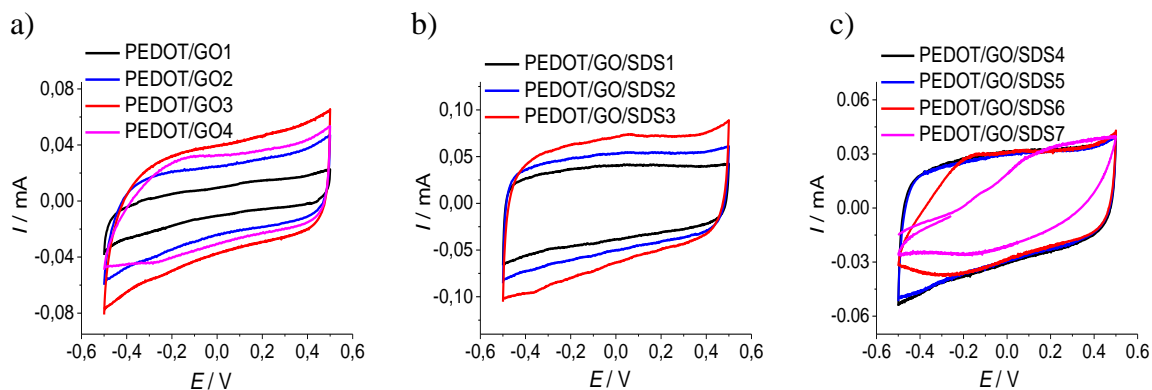 a)
PEDOT/GO1
PEDOT/GO2
PEDOT/GO3
PEDOT/GO4
0,08
0,04
0,00
-0,04
-0,08
I / mA
-0,6 -0,4 -0,2 0,0 0,2 0,4 0,6
E / V
b)
PEDOT/GO/SDS1
PEDOT/GO/SDS2
PEDOT/GO/SDS3
0,10
0,05
0,00
-0,05
-0,10
I / mA
-0,6 -0,4 -0,2 0,0 0,2 0,4 0,6
E / V
c)
PEDOT/GO/SDS4
PEDOT/GO/SDS5
PEDOT/GO/SDS6
PEDOT/GO/SDS7
0.06
0.03
0.00
-0.03
-0.06
I / mA
-0.6 -0.4 -0.2 0.0 0.2 0.4 0.6
E / V